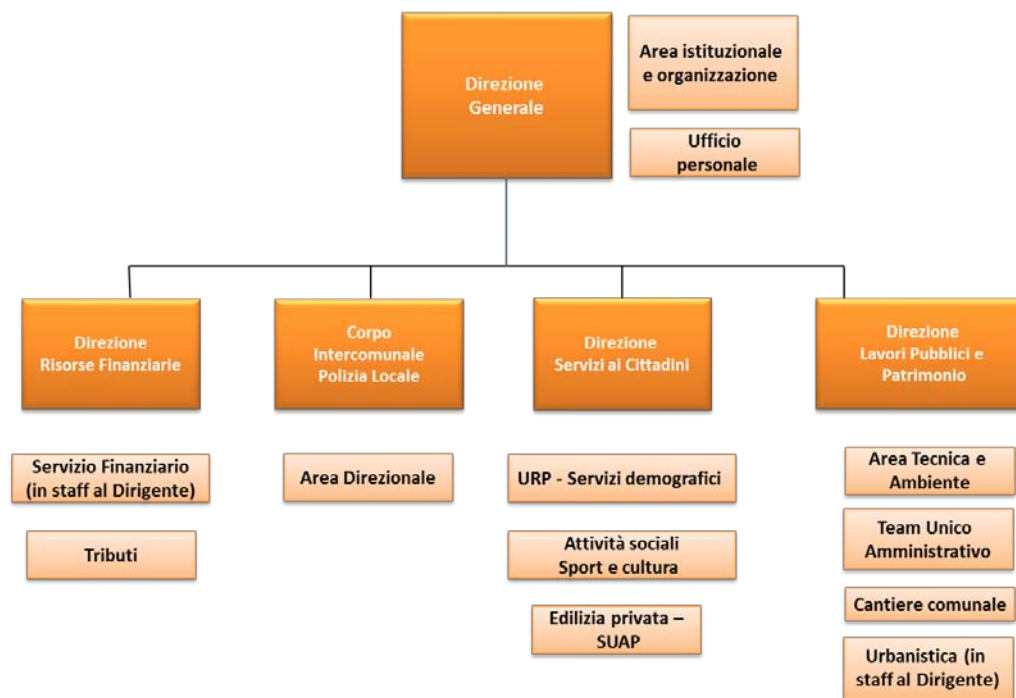 Direzione
Generale
Area istituzionale
e organizzazione
Ufficio
personale
Direzione
Risorse Finanziarie
Corpo
Intercomunale
Polizia Locale
Direzione
Servizi ai Cittadini
Direzione
Lavori Pubblici e
Patrimonio
Servizio Finanziario
(in staff al Dirigente)
Tributi
Area Direzionale
URP - Servizi demografici
Attività sociali
Sport e cultura
Edilizia privata –
SUAP
Area Tecnica e
Ambiente
Team Unico
Amministrativo
Cantiere comunale
Urbanistica (in
staff al Dirigente)